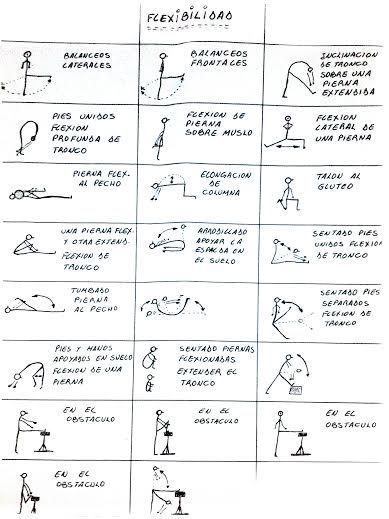 FLEXIBILIDAD
BALANCEOS
LATERALES
BALANCEOS
FRONTALES
INCLINACION
DE TRONCO
SOBRE UNA
PIERNA
EXTENDIDA
PIES UNIDOS
FLEXION
PROFUNDA DE
TRONCO
FLEXION DE
PIERNA
SOBRE MUSLO
FLEXION
LATERAL DE
UNA PIERNA
PIERNA FLEX.
AL PECHO
ELONGACION
DE
COLUMNA
TALON AL
GLUTEO
UNA PIERNA FLEX
Y OTRA EXTEND.
FLEXION DE
TRONCO
ARRODILLADO
APOYAR LA
ESPALDA EN
EL SUELO
SENTADO PIES
UNIDOS FLEXION
DE TRONCO
TUMBADO
PIERNA
AL PECHO
SENTADO PIES
SEPARADOS
FLEXION DE
TRONCO
PIES Y MANOS
APOYADOS EN SUELO
FLEXION DE UNA
PIERNA
SENTADO PIERNAS
FLEXIONADAS
EXTENDER EL
TRONCO
EN EL
OBSTACULO
EN EL
OBSTACULO
EN EL
OBSTACULO
EN EL
OBSTACULO